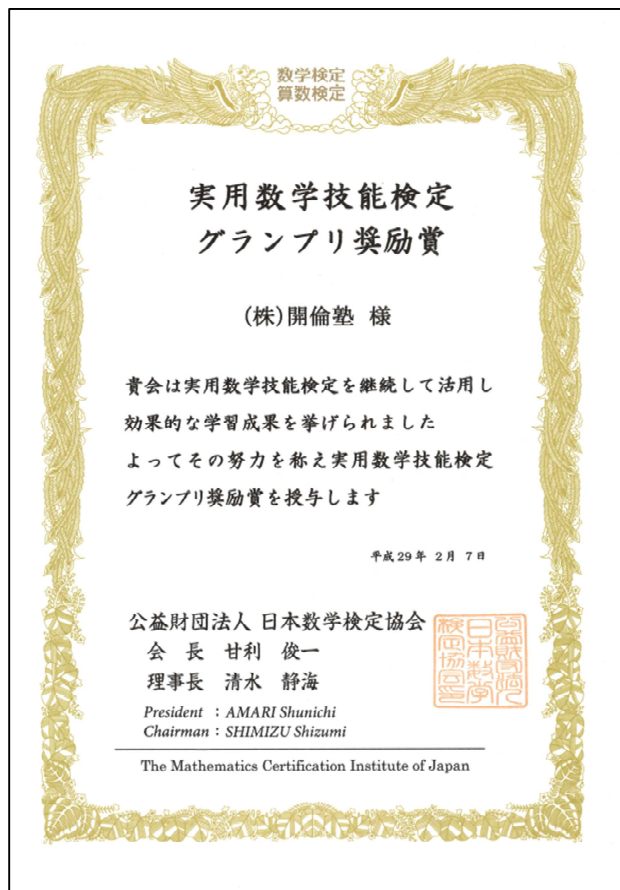 数学検定
算数検定
実用数学技能検定
グランプリ奨励賞
(株)開倫塾 様
貴会は実用数学技能検定を継続して活用し
効果的な学習成果を挙げられました
よってその努力を称え実用数学技能検定
グランプリ奨励賞を授与します
平成29年 2月 7日
公益財団法人 日本数学検定協会
会 長 甘利 俊一
理事長 清水 静海
President : AMARI Shunichi
Chairman : SHIMIZU Shizumi
The Mathematics Certification Institute of Japan